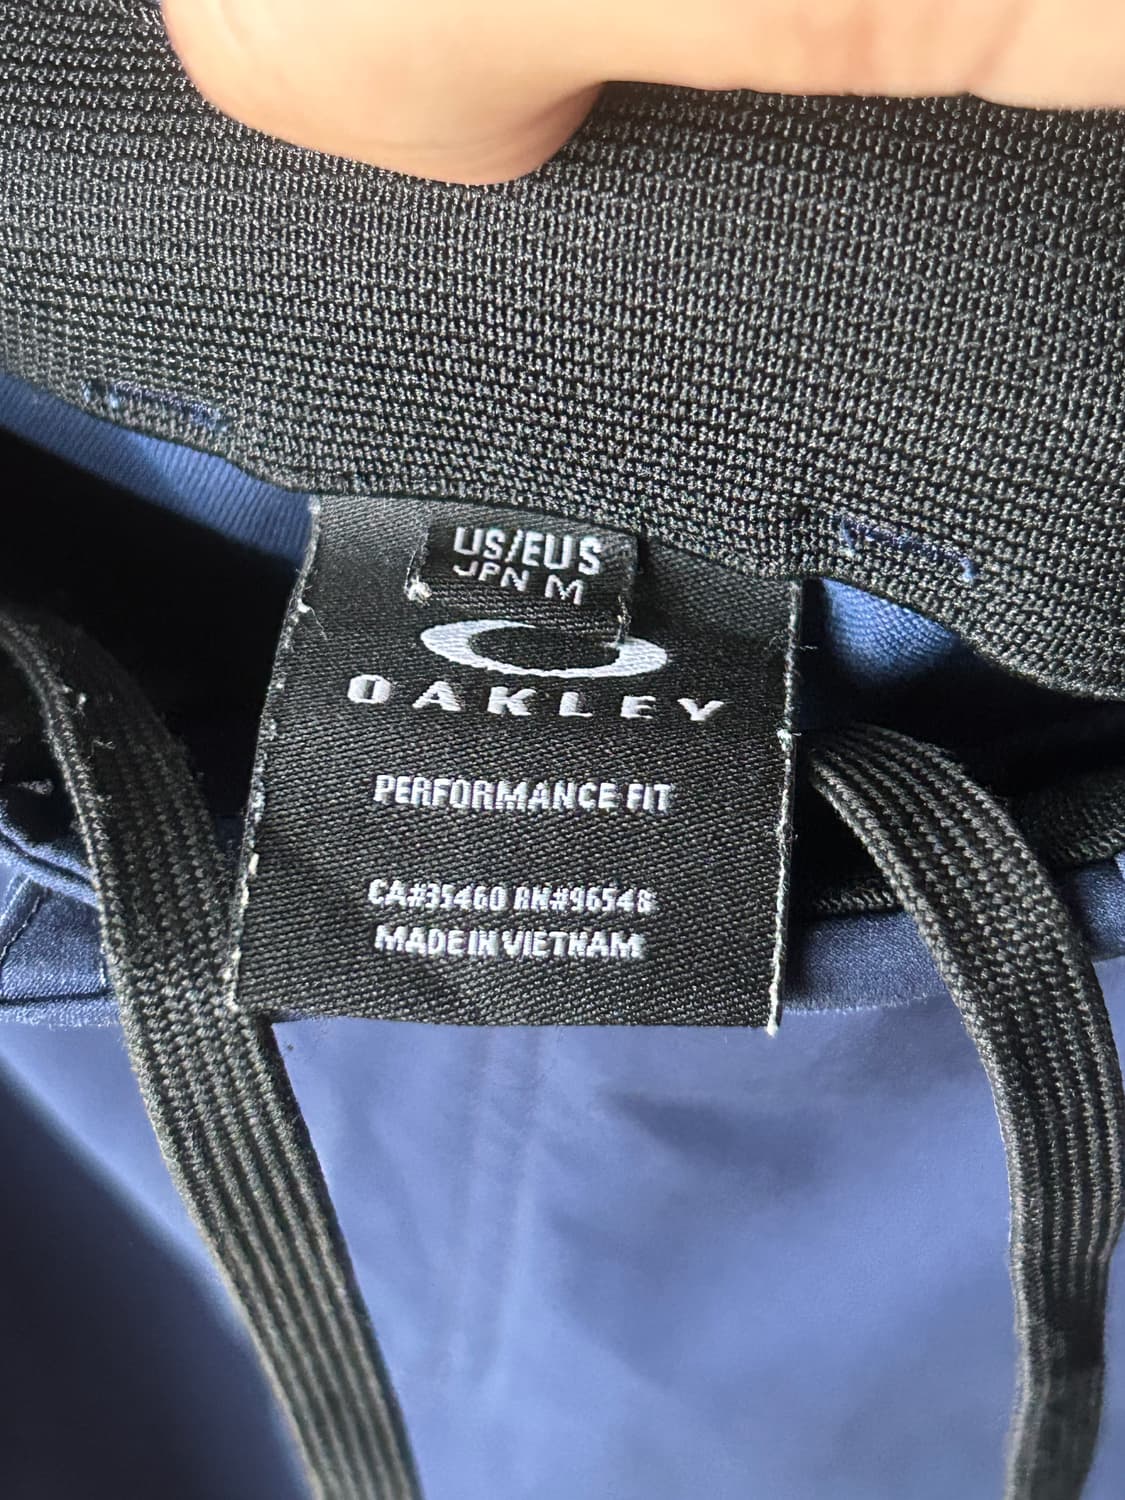 US/EU S
JPN M
OAKLEY
PERFORMANCE FIT
CA#35460 RN#96548
MADE IN VIETNAM